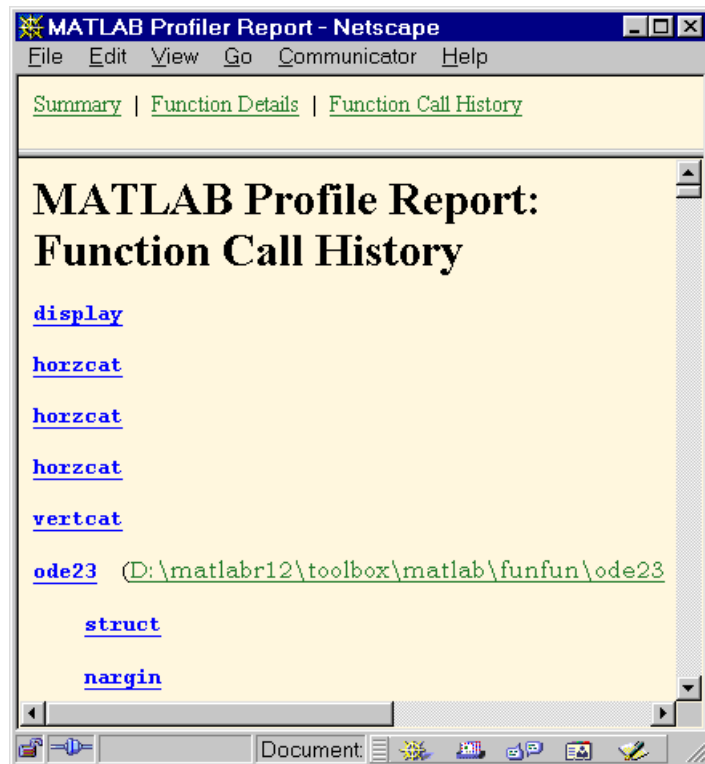 MATLAB Profiler Report - Netscape
File Edit View Go Communicator Help
Summary | Function Details | Function Call History
MATLAB Profile Report:
Function Call History
display
horzcat
horzcat
horzcat
vertcat
ode23 (D:\matlabr12\toolbox\matlab\funfun\ode23
struct
nargin
Document: